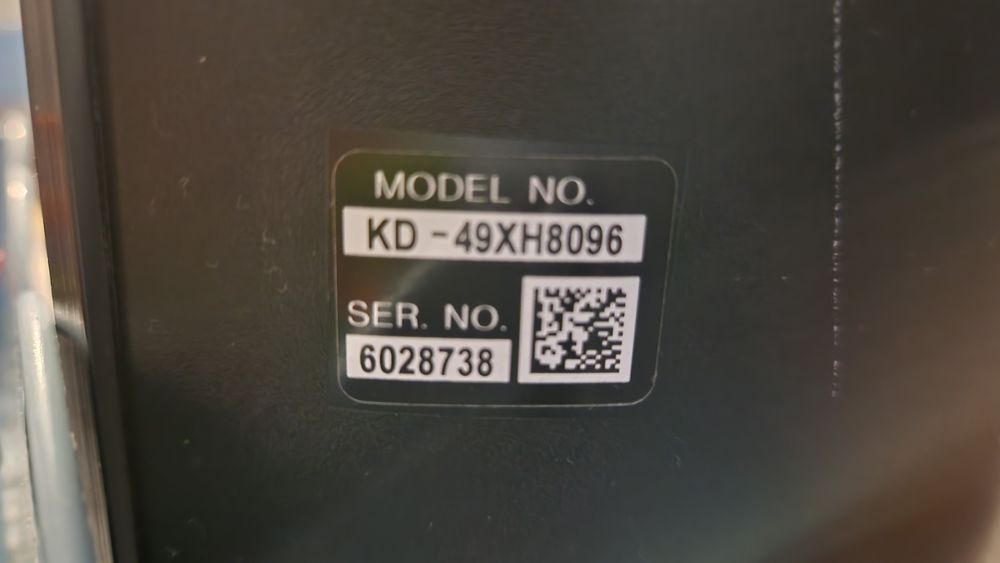 MODEL NO.
KD-49XH8096
SER. NO.
6028738